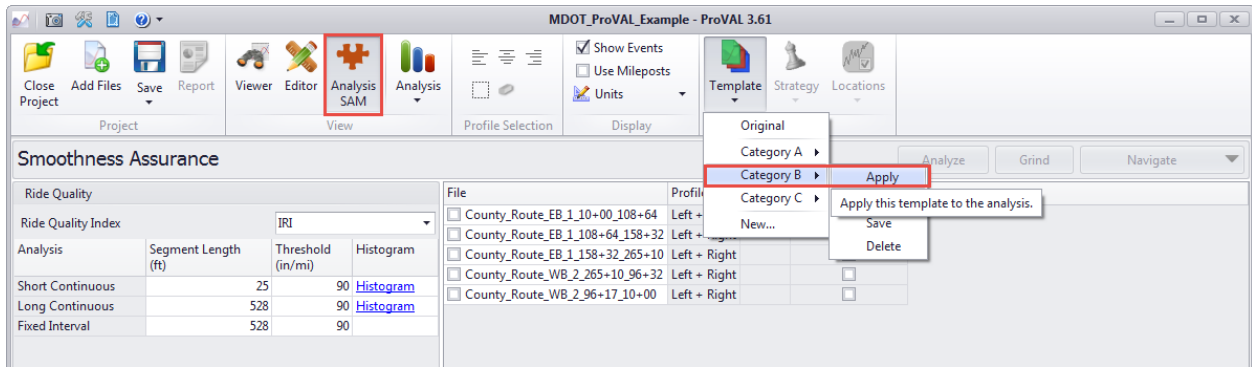 MDOT_ProVAL_Example - ProVAL 3.61
Close Project
Add Files
Save
Report
Viewer
Editor
Analysis SAM
Analysis
Show Events
Use Mileposts
Units
Template
Strategy
Locations
Project
View
Profile Selection
Display
Original
Category A
Category B
Category C
New...
Apply
Apply this template to the analysis.
Save
Delete
Smoothness Assurance
Analyze
Grind
Navigate
Ride Quality
Ride Quality Index
IRI
Analysis
Segment Length (ft)
Threshold (in/mi)
Histogram
Short Continuous 25 90 Histogram
Long Continuous 528 90 Histogram
Fixed Interval 528 90
File
County_Route_EB_1_10+00_108+64 Left +
County_Route_EB_1_108+64_158+32 Left +
County_Route_EB_1_158+32_265+10 Left + Right
County_Route_WB_2_265+10_96+32 Left + Right
County_Route_WB_2_96+17_10+00 Left + Right